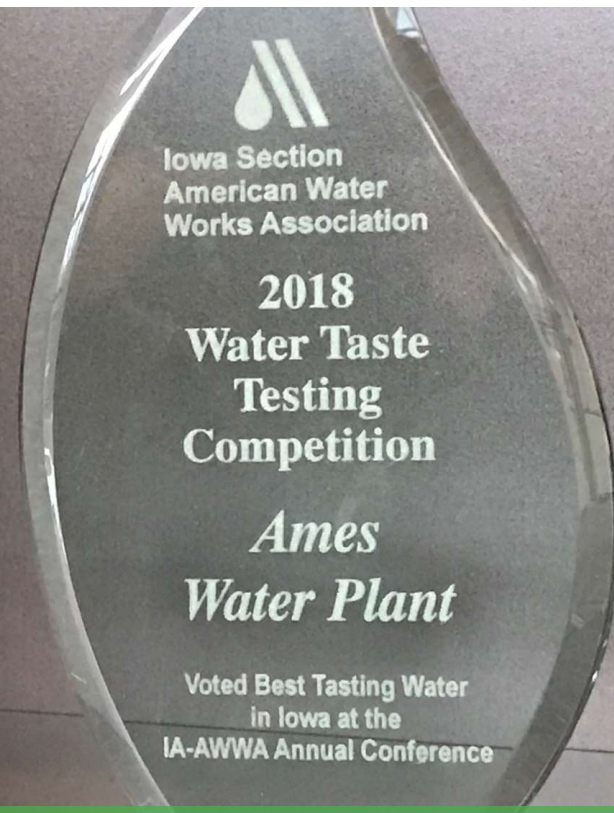 Iowa Section
American Water
Works Association
2018
Water Taste
Testing
Competition
Ames
Water Plant
Voted Best Tasting Water
in Iowa at the
IA-AWWA Annual Conference